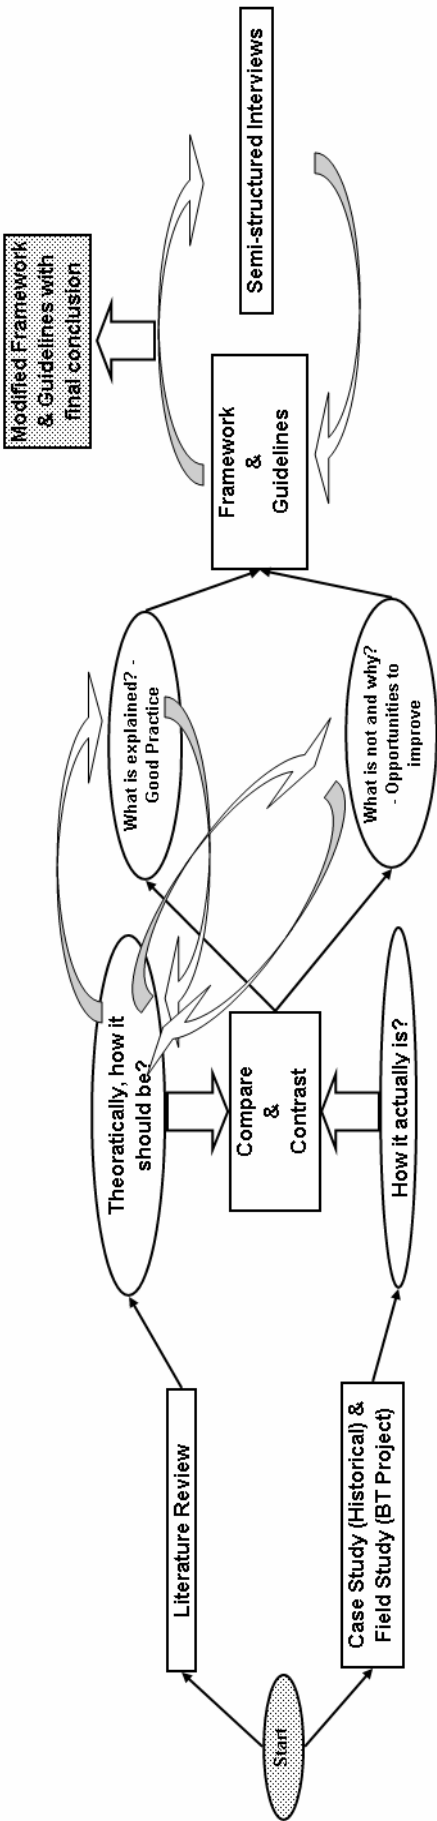 Start
Literature Review
Case Study (Historical) &
Field Study (BT Project)
Theoratically, how it
should be?
Compare
&
Contrast
How it actually is?
What is explained? -
Good Practice
What is not and why?
- Opportunities to
improve
Framework
&
Guidelines
Modified Framework
& Guidelines with
final conclusion
Semi-structured Interviews